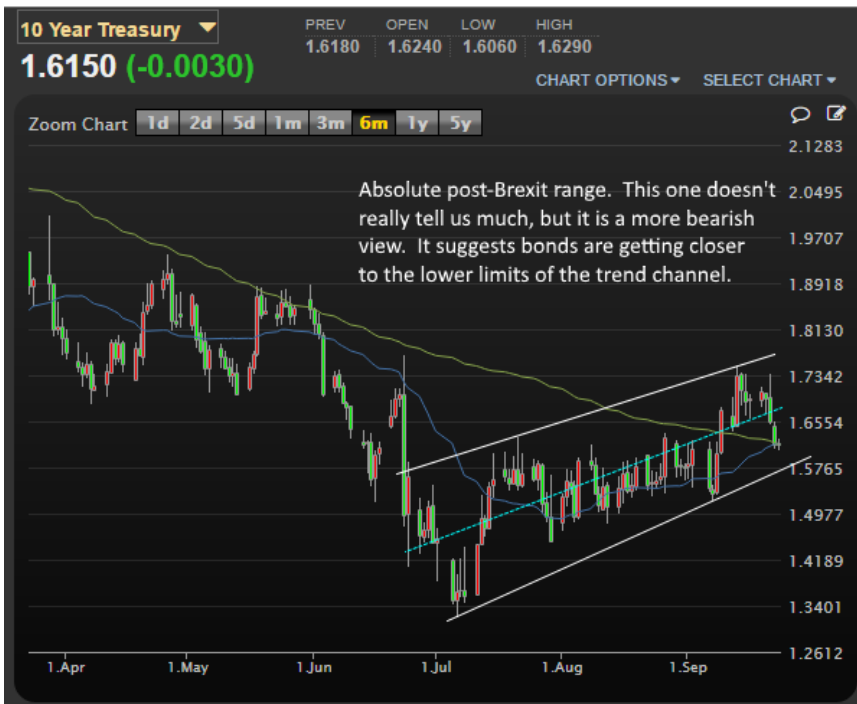 10 Year Treasury
PREV OPEN LOW HIGH
1.6180 1.6240 1.6060 1.6290
1.6150 (-0.0030)
CHART OPTIONS SELECT CHART
Zoom Chart 1d 2d 5d 1m 3m 6m 1y 5y
2.1283
Absolute post-Brexit range. This one doesn't
really tell us much, but it is a more bearish
view. It suggests bonds are getting closer
to the lower limits of the trend channel.
2.0495
1.9707
1.8918
1.8130
1.7342
1.6554
1.5765
1.4977
1.4189
1.3401
1.2612
1.Apr 1.May 1.Jun 1.Jul 1.Aug 1.Sep